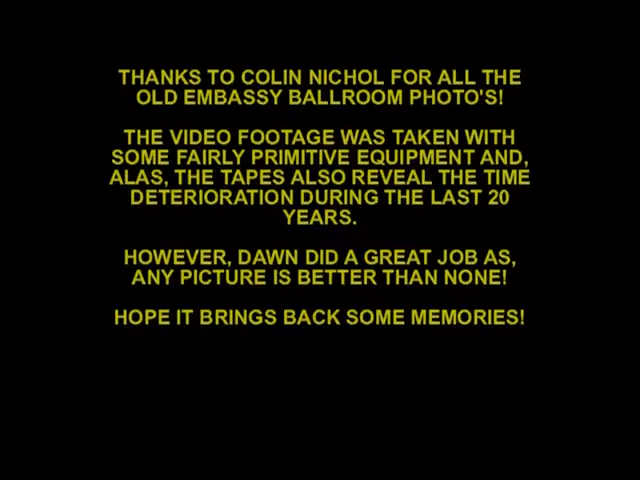 THANKS TO COLIN NICHOL FOR ALL THE
OLD EMBASSY BALLROOM PHOTO'S!
THE VIDEO FOOTAGE WAS TAKEN WITH
SOME FAIRLY PRIMITIVE EQUIPMENT AND,
ALAS, THE TAPES ALSO REVEAL THE TIME
DETERIORATION DURING THE LAST 20
YEARS.
HOWEVER, DAWN DID A GREAT JOB AS,
ANY PICTURE IS BETTER THAN NONE!
HOPE IT BRINGS BACK SOME MEMORIES!